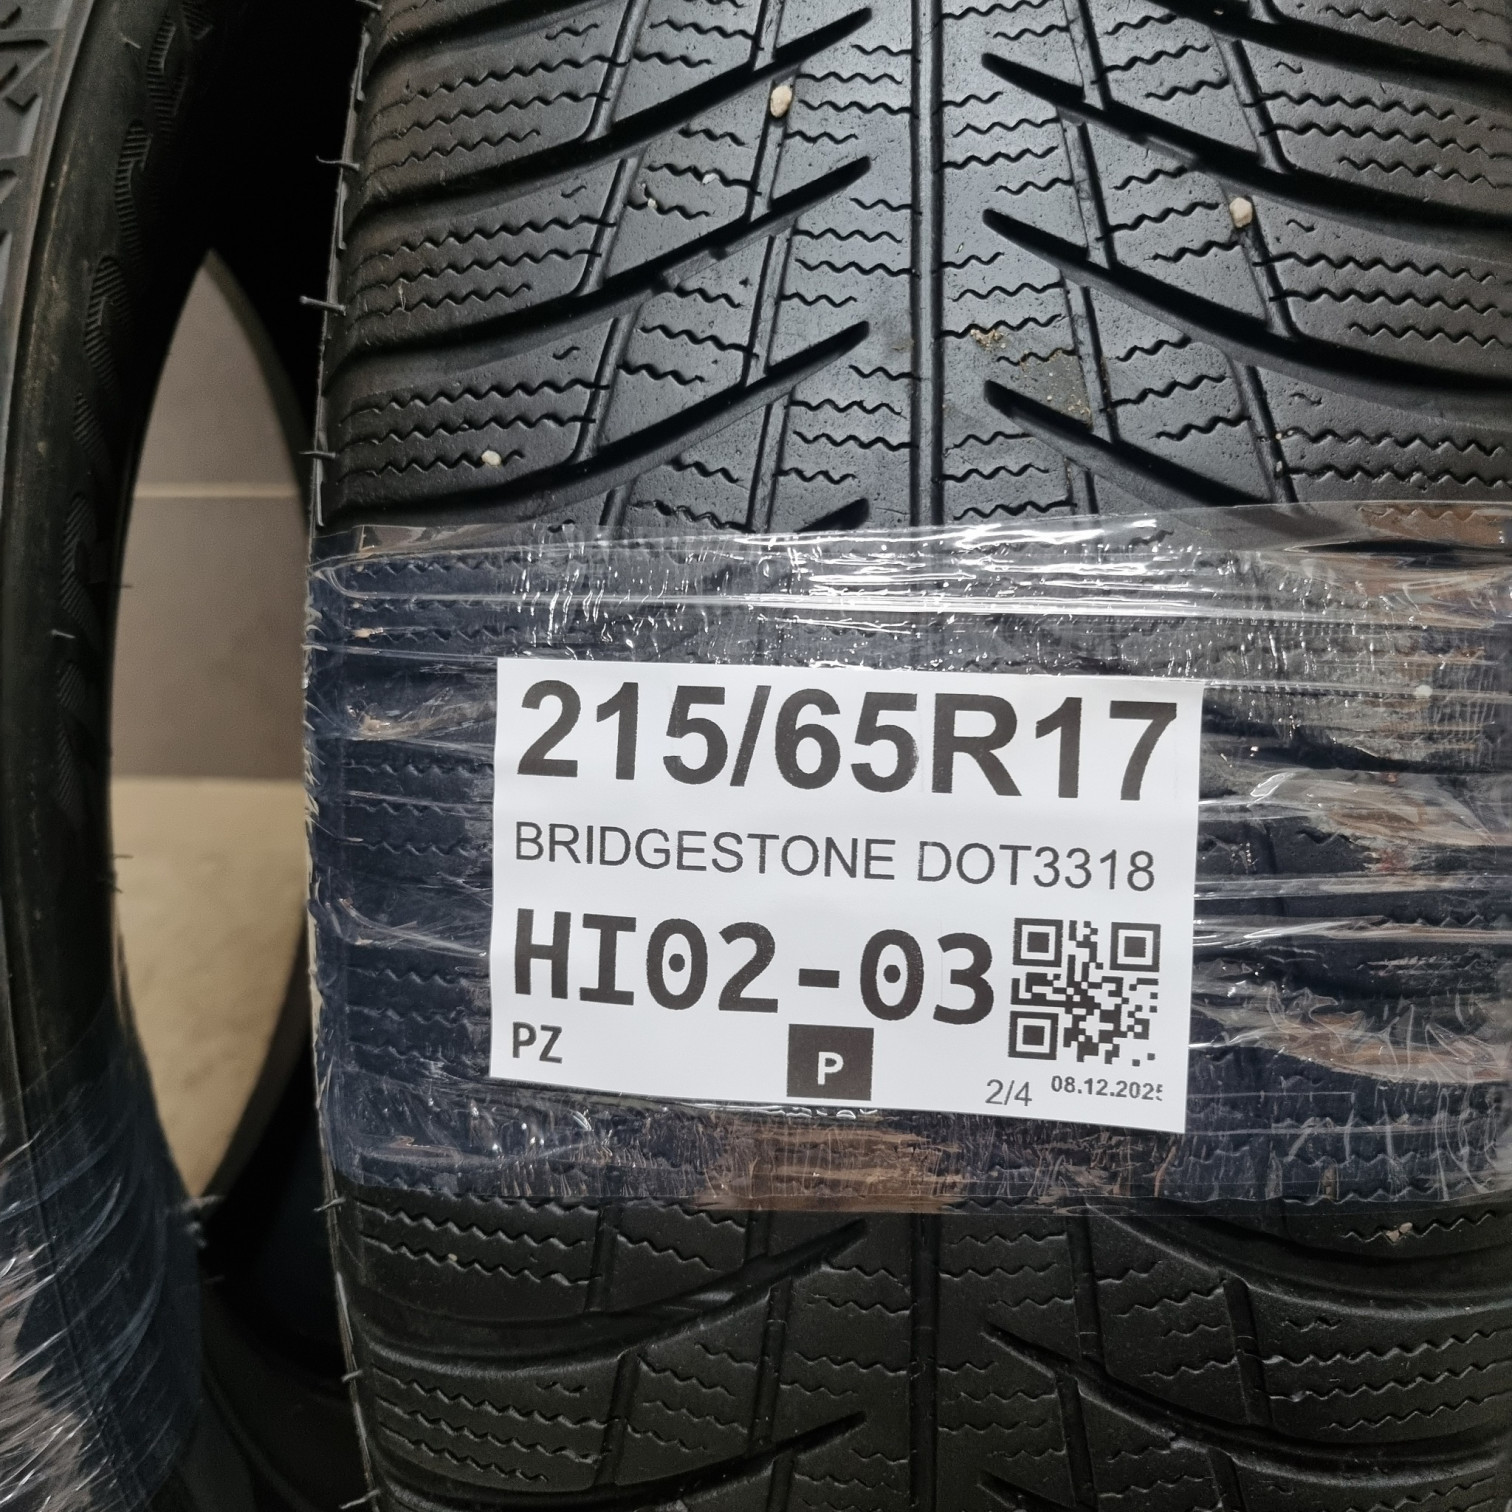 215/65R17
BRIDGESTONE DOT3318
HI02-03
PZ
P
2/4 08.12.2025